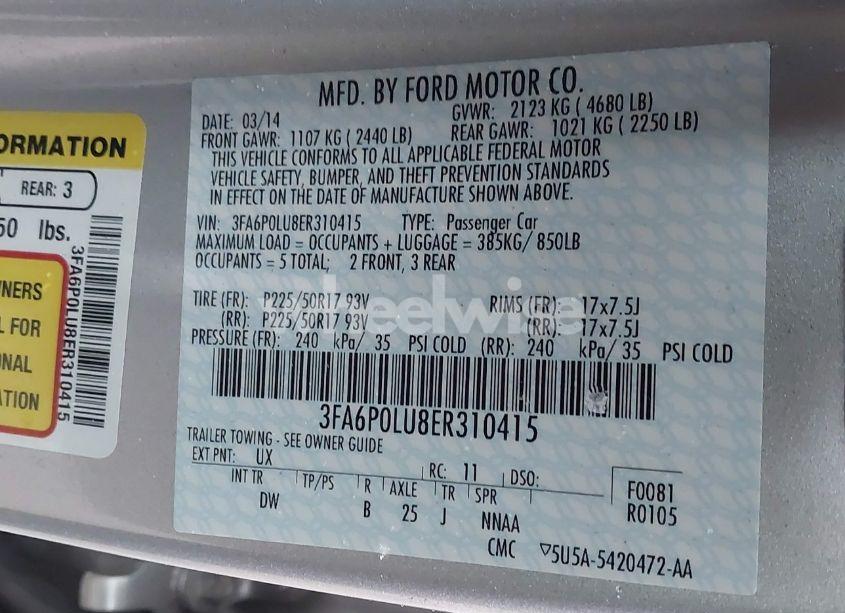 ORMATION
REAR: 3
50 lbs.
3FA6P0LU8ER310415
NERS
L FOR
NAL
ATION
MFD. BY FORD MOTOR CO.
DATE: 03/14 GVWR: 2123 KG ( 4680 LB)
FRONT GAWR: 1107 KG ( 2440 LB) REAR GAWR: 1021 KG ( 2250 LB)
THIS VEHICLE CONFORMS TO ALL APPLICABLE FEDERAL MOTOR
VEHICLE SAFETY, BUMPER, AND THEFT PREVENTION STANDARDS
IN EFFECT ON THE DATE OF MANUFACTURE SHOWN ABOVE.
VIN: 3FA6P0LU8ER310415 TYPE: Passenger Car
MAXIMUM LOAD = OCCUPANTS + LUGGAGE = 385KG/ 850LB
OCCUPANTS = 5 TOTAL; 2 FRONT, 3 REAR
TIRE (FR): P225/50R17 93V RIMS (FR): 17x7.5J
(RR): P225/50R17 93V (RR): 17x7.5J
PRESSURE (FR): 240 kPa/ 35 PSI COLD (RR): 240 kPa/ 35 PSI COLD
3FA6P0LU8ER310415
TRAILER TOWING - SEE OWNER GUIDE
EXT PNT: UX RC: 11 DSO:
INT TR TP/PS R AXLE TR SPR
DW B 25 J NNAA
F0081
R0105
CMC ▽5U5A-5420472-AA